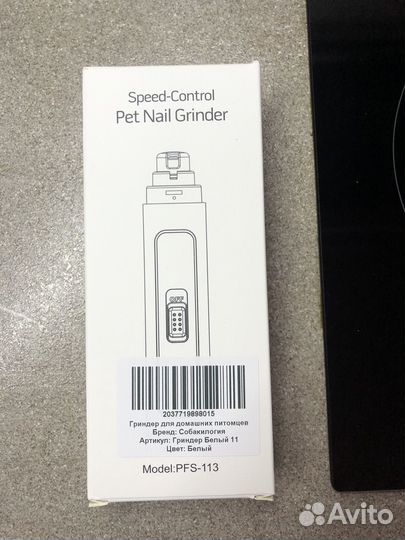 Speed-Control
Pet Nail Grinder
OFF
2037719898015
Гриндер для домашних питомцев
Бренд: Собакилогия
Артикул: Гриндер Белый 11
Цвет: Белый
Model:PFS-113
Avito